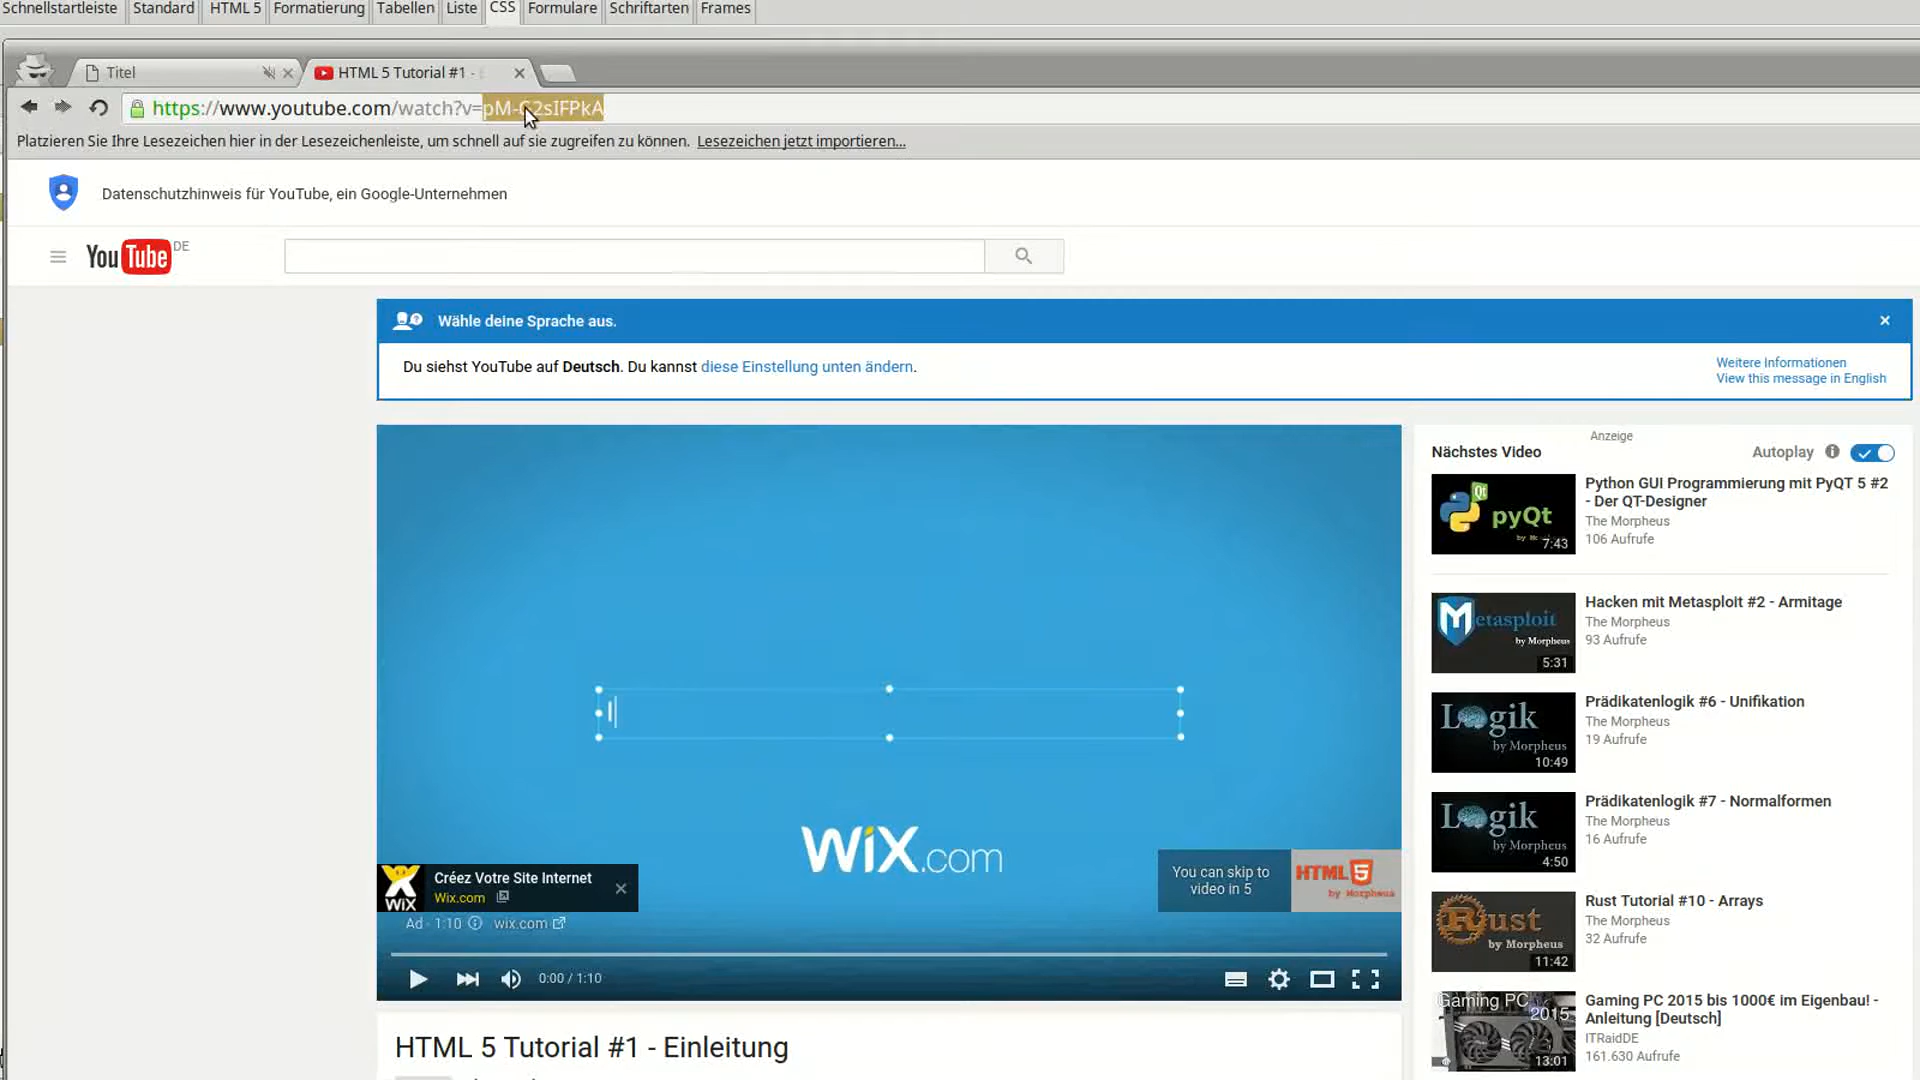 Schnellstartleiste Standard HTML 5 Formatierung Tabellen Liste CSS Formulare Schriftarten Frames
Titel
HTML 5 Tutorial #1 -
https://www.youtube.com/watch?v=pM-G2sIFPkA
Platzieren Sie Ihre Lesezeichen hier in der Lesezeichenleiste, um schnell auf sie zugreifen zu können. Lesezeichen jetzt importieren...
Datenschutzhinweis für YouTube, ein Google-Unternehmen
YouTube DE
Wähle deine Sprache aus.
Du siehst YouTube auf Deutsch. Du kannst diese Einstellung unten ändern.
Weitere Informationen
View this message in English
WiX.com
Créez Votre Site Internet
Wix.com
WiX
You can skip to
video in 5
HTML 5
by Morpheus
Ad · 1:10 wix.com
0:00 / 1:10
HTML 5 Tutorial #1 - Einleitung
Anzeige
Nächstes Video Autoplay
Qt
pyQt
7:43
Python GUI Programmierung mit PyQT 5 #2
- Der QT-Designer
The Morpheus
106 Aufrufe
Metasploit
by Morpheus
5:31
Hacken mit Metasploit #2 - Armitage
The Morpheus
93 Aufrufe
Logik
by Morpheus
10:49
Prädikatenlogik #6 - Unifikation
The Morpheus
19 Aufrufe
Logik
by Morpheus
4:50
Prädikatenlogik #7 - Normalformen
The Morpheus
16 Aufrufe
Rust
by Morpheus
11:42
Rust Tutorial #10 - Arrays
The Morpheus
32 Aufrufe
Gaming PC
2015
13:01
Gaming PC 2015 bis 1000€ im Eigenbau! -
Anleitung [Deutsch]
ITRaidDE
161.630 Aufrufe